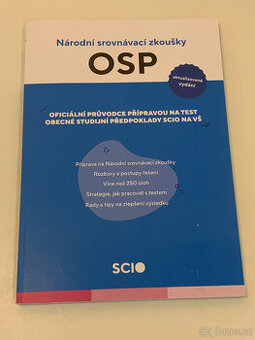 Národní srovnávací zkoušky
OSP
aktualizované
vydání
OFICIÁLNÍ PRŮVODCE PŘÍPRAVOU NA TEST
OBECNÉ STUDIJNÍ PŘEDPOKLADY SCIO NA VŠ
Příprava na Národní srovnávací zkoušky
Rozbory a postupy řešení
Více než 250 úloh
Strategie, jak pracovat s testem
Rady a tipy na zlepšení výsledku
SCIO
Bazos.cz